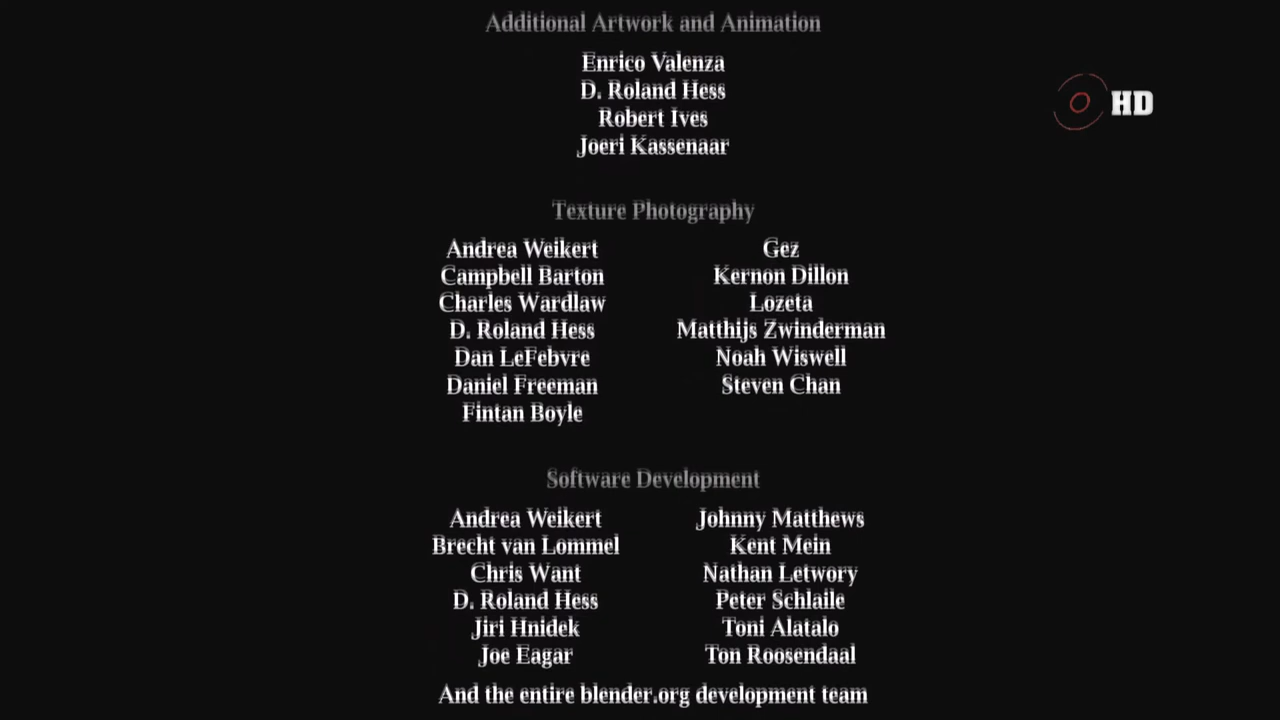 Additional Artwork and Animation
Enrico Valenza
D. Roland Hess
Robert Ives
Joeri Kassenaar
HD
Texture Photography
Andrea Weikert
Campbell Barton
Charles Wardlaw
D. Roland Hess
Dan LeFebvre
Daniel Freeman
Fintan Boyle
Gez
Kernon Dillon
Lozeta
Matthijs Zwinderman
Noah Wiswell
Steven Chan
Software Development
Andrea Weikert
Brecht van Lommel
Chris Want
D. Roland Hess
Jiri Hnidek
Joe Eagar
Johnny Matthews
Kent Mein
Nathan Letwory
Peter Schlaile
Toni Alatalo
Ton Roosendaal
And the entire blender.org development team